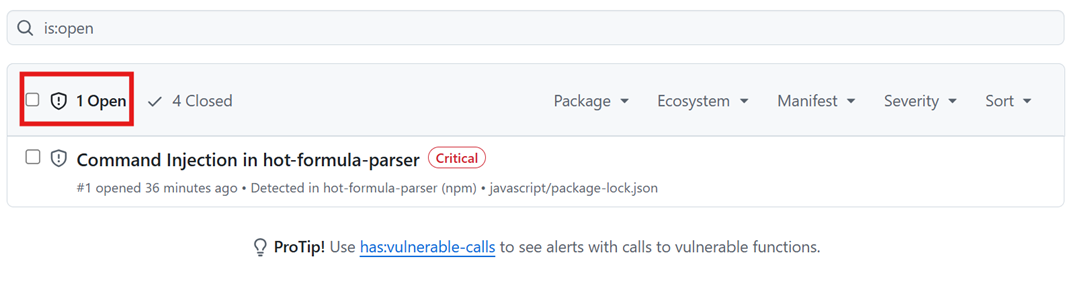 is:open
1 Open 4 Closed Package Ecosystem Manifest Severity Sort
Command Injection in hot-formula-parser Critical
#1 opened 36 minutes ago • Detected in hot-formula-parser (npm) • javascript/package-lock.json
ProTip! Use has:vulnerable-calls to see alerts with calls to vulnerable functions.